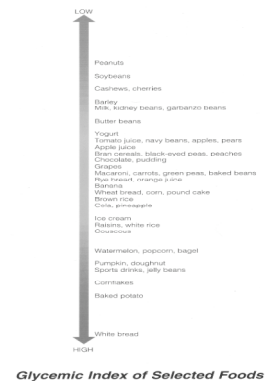 LOW
Peanuts
Soybeans
Cashews, cherries
Barley
Milk, kidney beans, garbanzo beans
Butter beans
Yogurt
Tomato juice, navy beans, apples, pears
Apple juice
Bran cereals, black-eyed peas, peaches
Chocolate, pudding
Grapes
Macaroni, carrots, green peas, baked beans
Rye bread, orange juice
Banana
Wheat bread, corn, pound cake
Brown rice
Cola, pineapple
Ice cream
Raisins, white rice
Couscous
Watermelon, popcorn, bagel
Pumpkin, doughnut
Sports drinks, jelly beans
Cornflakes
Baked potato
White bread
HIGH
Glycemic Index of Selected Foods